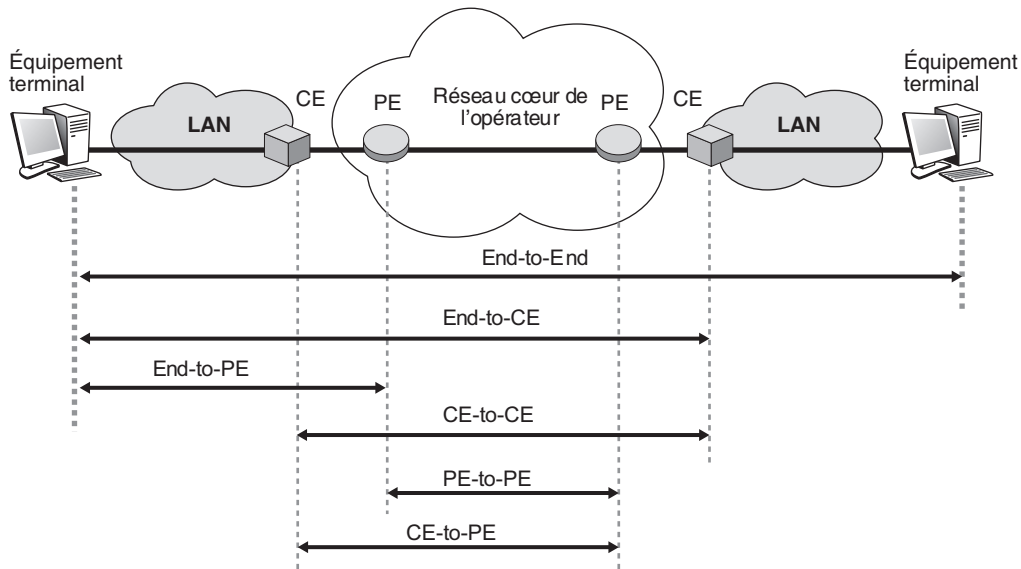 Équipement
terminal
CE
PE
Réseau cœur de
l'opérateur
PE
CE
Équipement
terminal
LAN
LAN
End-to-End
End-to-CE
End-to-PE
CE-to-CE
PE-to-PE
CE-to-PE